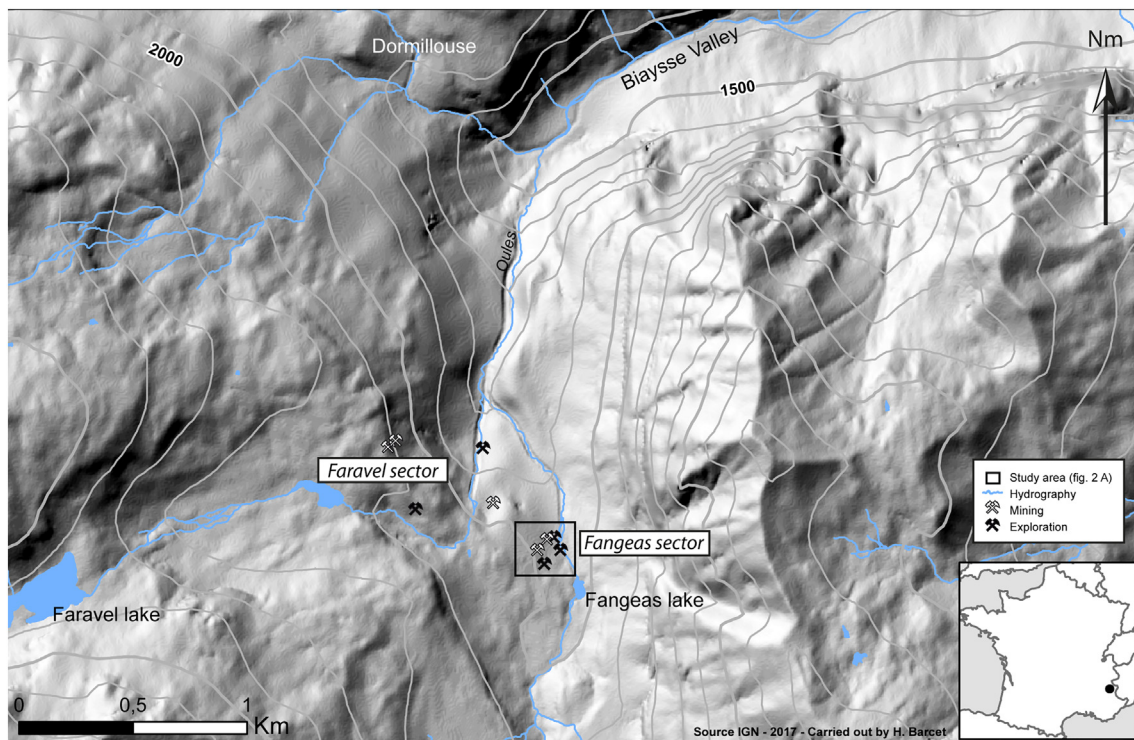 Dormillouse
2000
Biaysse Valley
Nm
1500
Oules
Faravel sector
Study area (fig. 2 A)
Hydrography
Mining
Exploration
Fangeas sector
Faravel lake
Fangeas lake
0 0,5 1
Km
Source IGN - 2017 - Carried out by H. Barcet